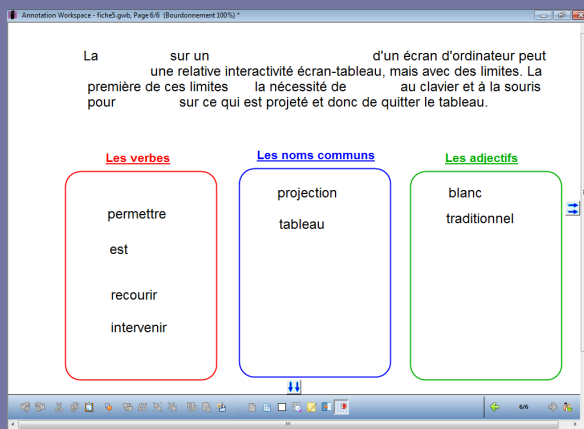 Annotation Workspace - fiche5.gwb, Page 6/6 (Bourdonnement 100%) *
La sur un d'un écran d'ordinateur peut
une relative interactivité écran-tableau, mais avec des limites. La
première de ces limites la nécessité de au clavier et à la souris
pour sur ce qui est projeté et donc de quitter le tableau.
Les verbes Les noms communs Les adjectifs
projection blanc
permettre tableau traditionnel
est
recourir
intervenir
6/6